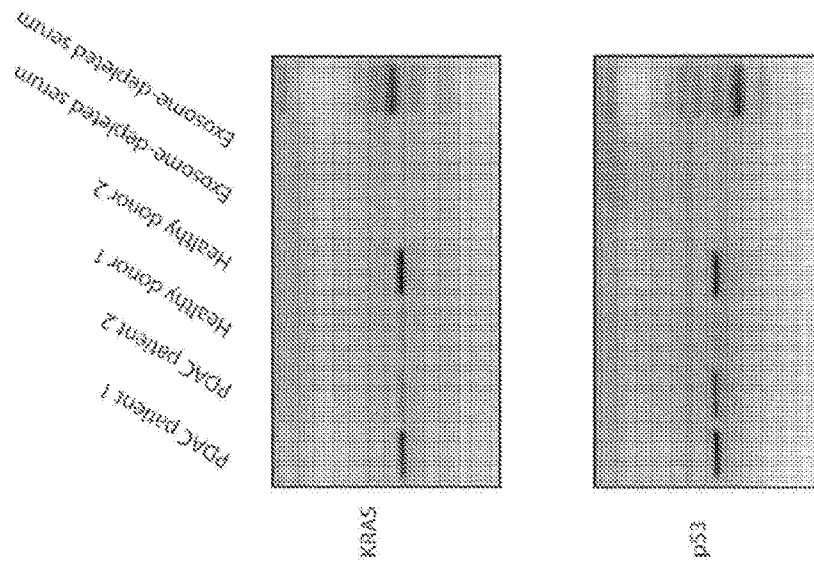 Exosome-depleted serum
Exosome-depleted serum
Healthy donor 2
Healthy donor 1
PDAC patient 2
PDAC patient 1
KRAS
p53